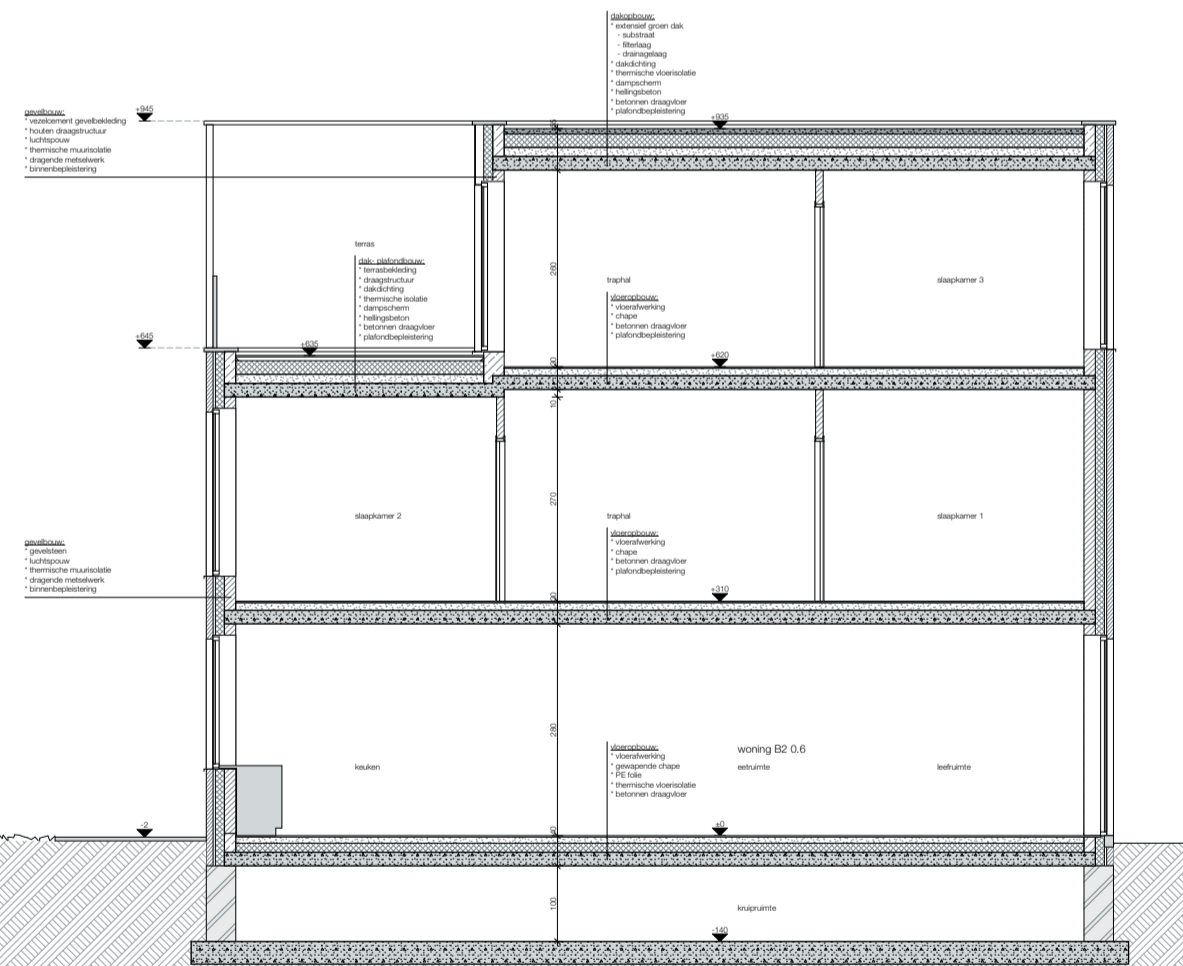 dakopbouw:
* extensief groen dak
- substraat
- filterlaag
- drainagelaag
* dakdichting
* thermische vloerisolatie
* dampscherm
* hellingsbeton
* betonnen draagvloer
* plafondbepleistering
gevelbouw:
* vezelcement gevelbekleding
* houten draagstructuur
* luchtspouw
* thermische muurisolatie
* dragende metselwerk
* binnenbepleistering
+945
+935
terras
dak- plafondbouw:
* terrasbekleding
* draagstructuur
* dakdichting
* thermische isolatie
* dampscherm
* hellingsbeton
* betonnen draagvloer
* plafondbepleistering
260
traphal
slaapkamer 3
vloeropbouw:
* vloerafwerking
* chape
* betonnen draagvloer
* plafondbepleistering
+645
+635
+620
30
10
270
slaapkamer 2
traphal
slaapkamer 1
vloeropbouw:
* vloerafwerking
* chape
* betonnen draagvloer
* plafondbepleistering
gevelbouw:
* gevelsteen
* luchtspouw
* thermische muurisolatie
* dragende metselwerk
* binnenbepleistering
+310
30
280
vloeropbouw:
* vloerafwerking
* gewapende chape
* PE folie
* thermische vloerisolatie
* betonnen draagvloer
woning B2 0.6
keuken
eetruimte
leefruimte
-2
+0
40
100
kruipruimte
-140